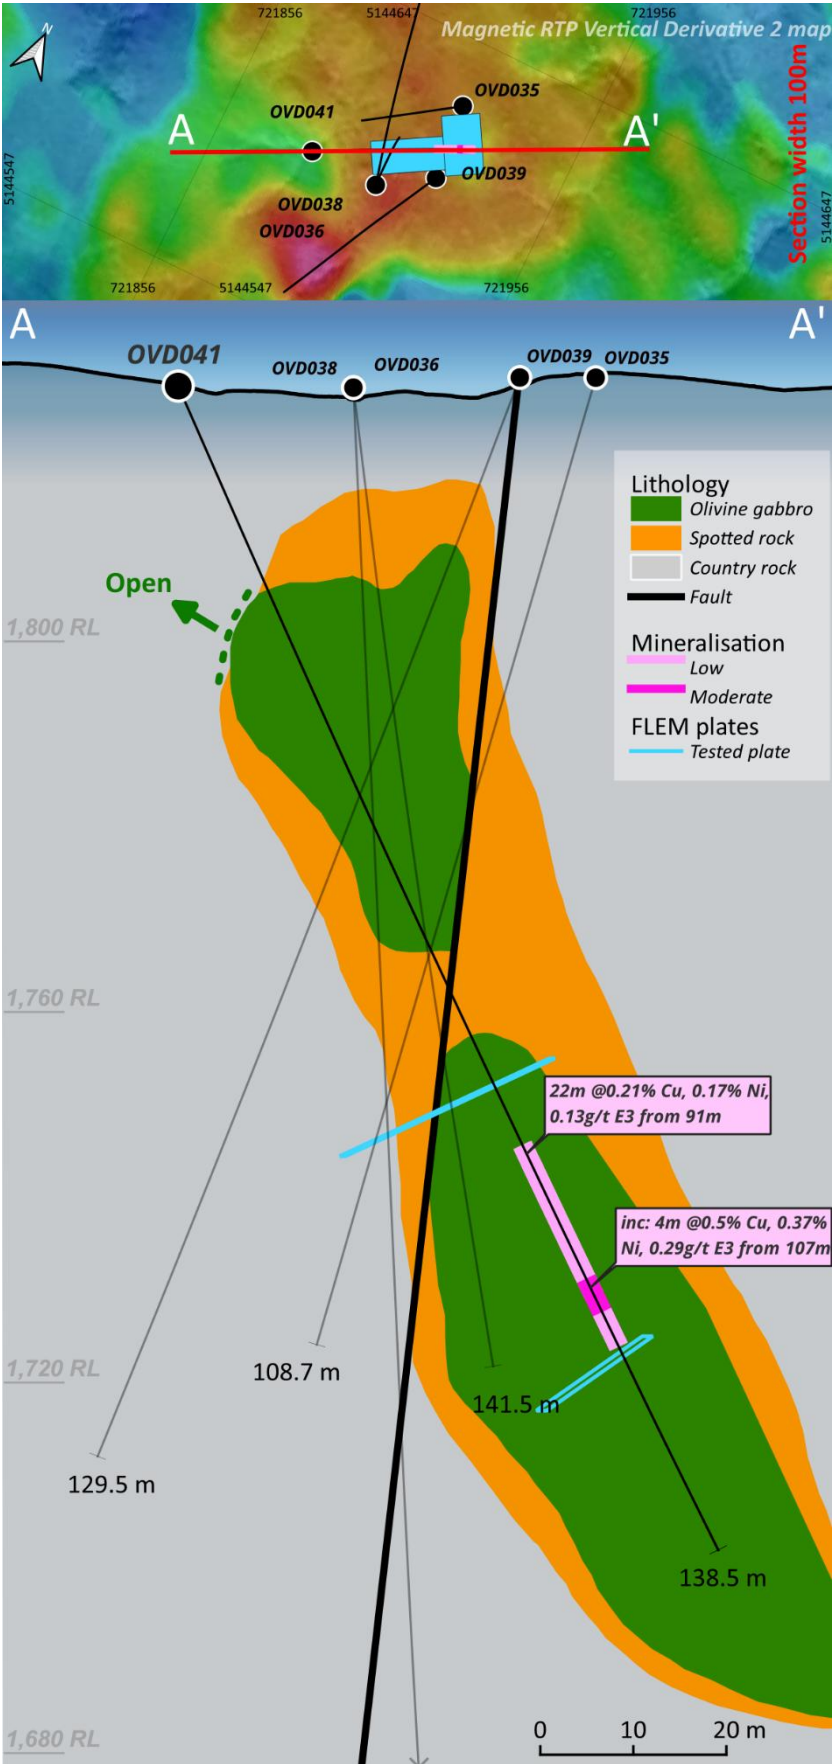 721856
5144647
721956
Magnetic RTP Vertical Derivative 2 map
N
OVD035
OVD041
A
A'
Section width 100m
5144547
OVD039
OVD038
OVD036
5144647
721856
5144547
721956
A
A'
OVD041
OVD038
OVD036
OVD039
OVD035
Lithology
Olivine gabbro
Spotted rock
Country rock
Fault
Open
1,800 RL
Mineralisation
Low
Moderate
FLEM plates
Tested plate
1,760 RL
22m @0.21% Cu, 0.17% Ni,
0.13g/t E3 from 91m
inc: 4m @0.5% Cu, 0.37%
Ni, 0.29g/t E3 from 107m
108.7 m
1,720 RL
141.5 m
129.5 m
138.5 m
0 10 20 m
1,680 RL